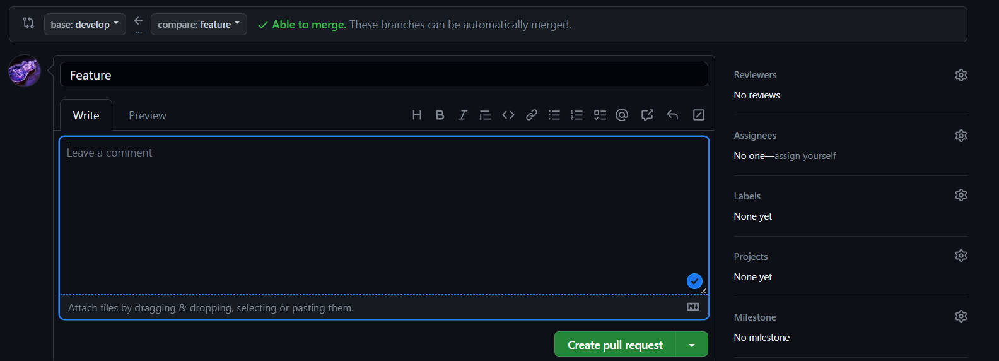 base: develop
...
compare: feature
Able to merge. These branches can be automatically merged.
Feature
Write
Preview
Leave a comment
Attach files by dragging & dropping, selecting or pasting them.
Create pull request
Reviewers
No reviews
Assignees
No one—assign yourself
Labels
None yet
Projects
None yet
Milestone
No milestone